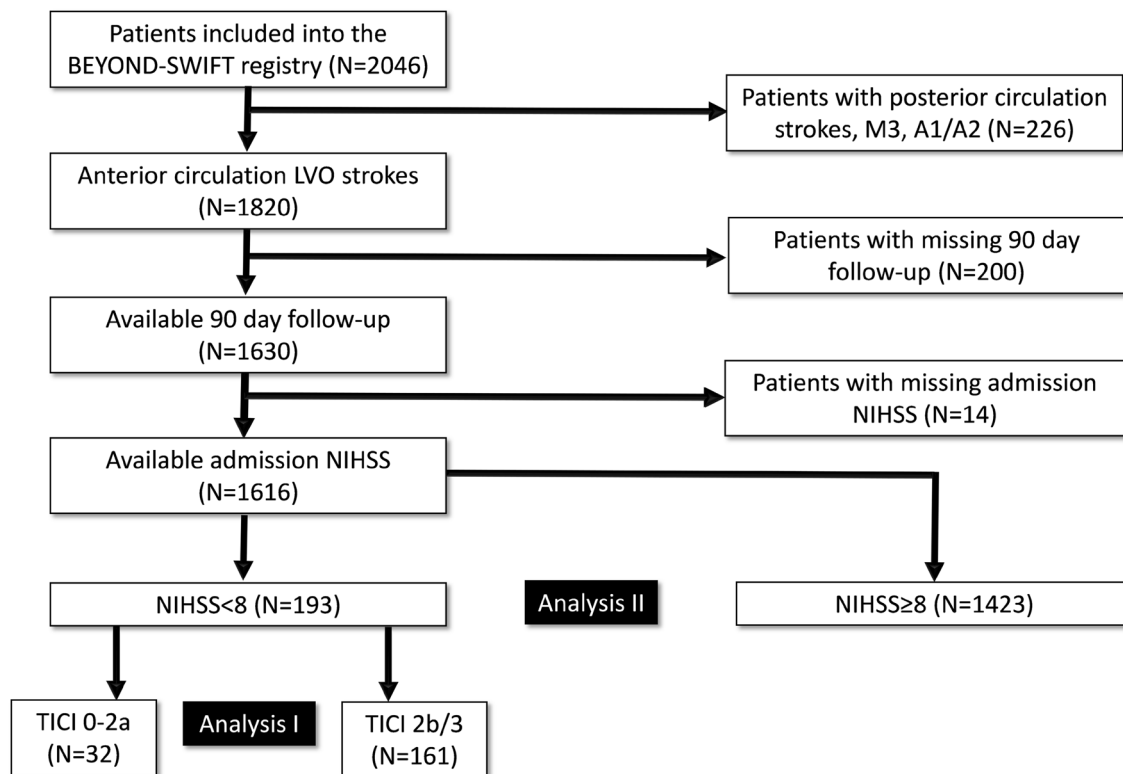 Patients included into the
BEYOND-SWIFT registry (N=2046)
Patients with posterior circulation
strokes, M3, A1/A2 (N=226)
Anterior circulation LVO strokes
(N=1820)
Patients with missing 90 day
follow-up (N=200)
Available 90 day follow-up
(N=1630)
Patients with missing admission
NIHSS (N=14)
Available admission NIHSS
(N=1616)
NIHSS<8 (N=193)
Analysis II
NIHSS≥8 (N=1423)
TICI 0-2a
(N=32)
Analysis I
TICI 2b/3
(N=161)